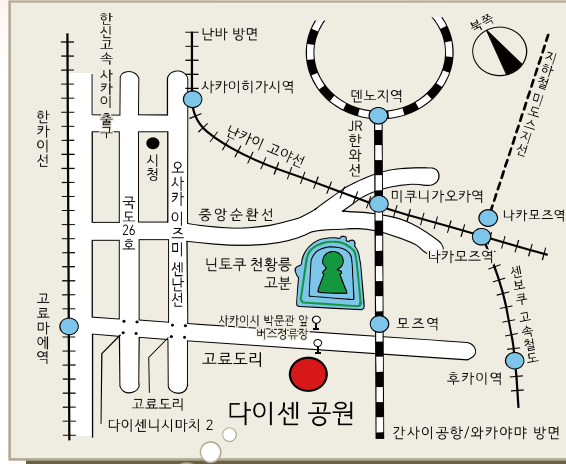 한신고속 사카이 출구
난바 방면
북쪽
사카이히가시역
덴노지역
지하철 미도스지선
한카이선
시청
난카이 고야선
JR
한와선
오사카 이즈미 센난선
국도26호
중앙순환선
미쿠니가오카역
나카모즈역
나카모즈역
닌토쿠 천황릉
고분
센보쿠 고속철도
고료마에역
사카이시 박문관 앞
버스정류장
모즈역
고료도리
후카이역
고료도리
다이센니시마치 2
다이센 공원
간사이공항/와카야먀 방면